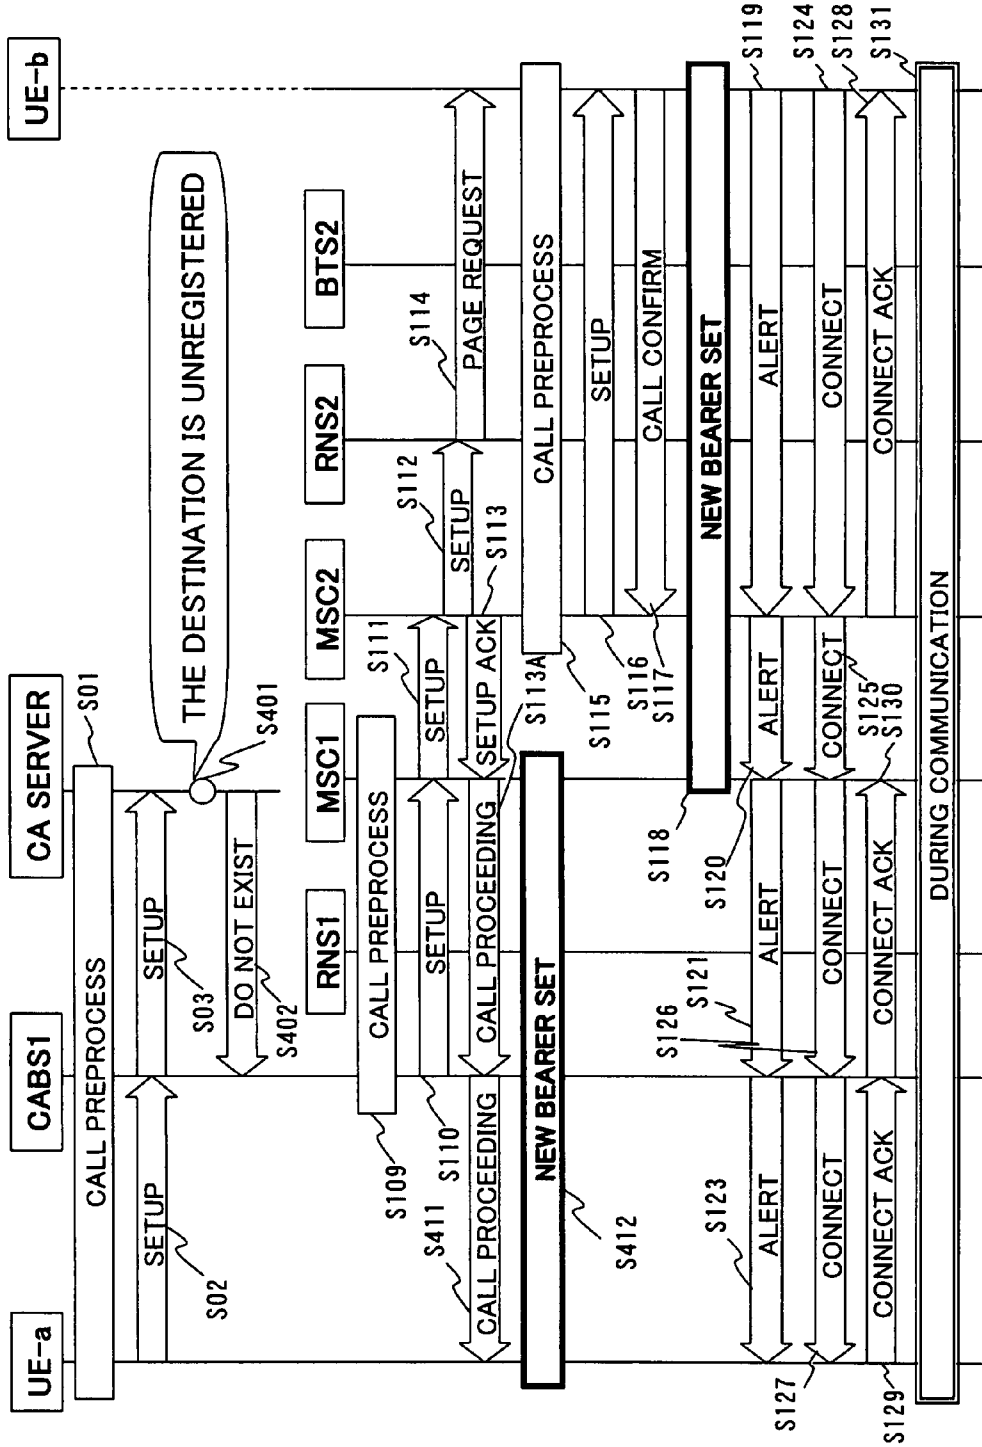 UE-a
CABS1
CA SERVER
UE-b
CALL PREPROCESS
S01
SETUP
S02
SETUP
S03
THE DESTINATION IS UNREGISTERED
S401
DO NOT EXIST
S402
RNS1
MSC1
MSC2
RNS2
BTS2
CALL PREPROCESS
S109
SETUP
S110
SETUP
S111
SETUP
S112
PAGE REQUEST
S114
CALL PROCEEDING
S411
CALL PROCEEDING
S113A
SETUP ACK
S113
NEW BEARER SET
S412
CALL PREPROCESS
S115
SETUP
S116
CALL CONFIRM
S117
NEW BEARER SET
S118
ALERT
S123
ALERT
S121
ALERT
S120
ALERT
S119
CONNECT
S127
CONNECT
S126
CONNECT
S125
CONNECT
S124
CONNECT ACK
S129
CONNECT ACK
S130
CONNECT ACK
S128
DURING COMMUNICATION
S131